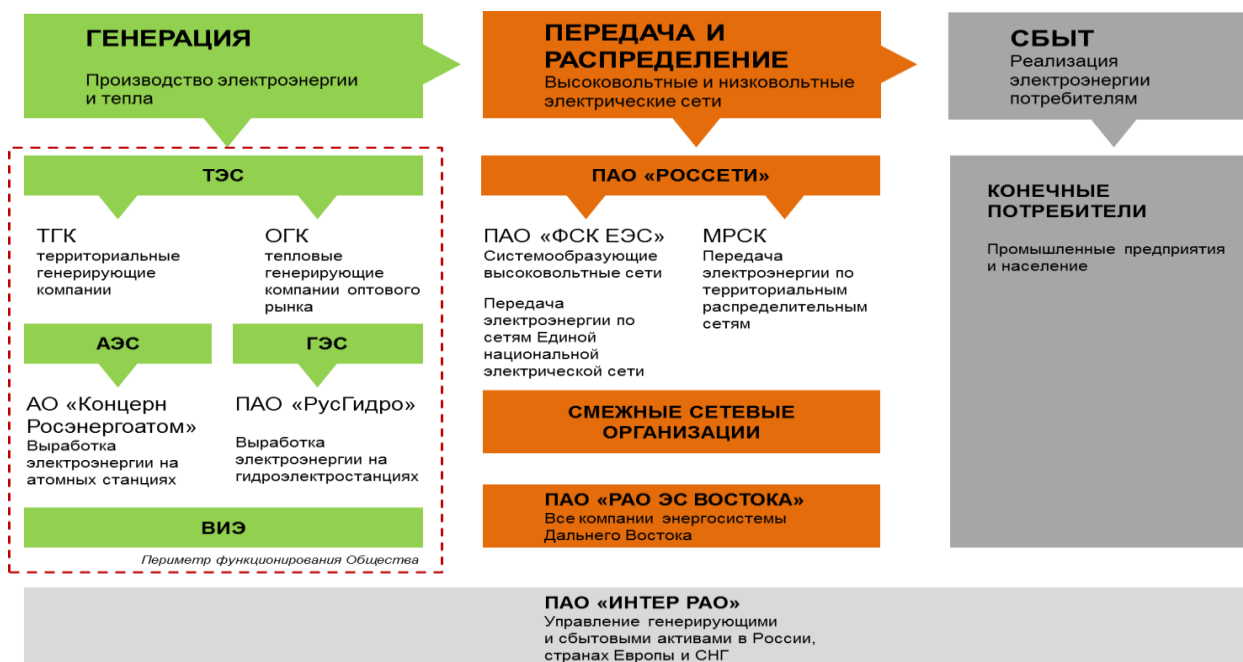 ГЕНЕРАЦИЯ
Производство электроэнергии
и тепла
ТЭС
ТГК
территориальные
генерирующие
компании
ОГК
тепловые
генерирующие
компании оптового
рынка
АЭС
АО «Концерн
Росэнергоатом»
Выработка
электроэнергии на
атомных станциях
ГЭС
ПАО «РусГидро»
Выработка
электроэнергии на
гидроэлектростанциях
ВИЭ
Периметр функционирования Общества
ПЕРЕДАЧА И
РАСПРЕДЕЛЕНИЕ
Высоковольтные и низковольтные
электрические сети
ПАО «РОССЕТИ»
ПАО «ФСК ЕЭС»
Системообразующие
высоковольтные сети
Передача
электроэнергии по
сетям Единой
национальной
электрической сети
МРСК
Передача
электроэнергии по
территориальным
распределительным
сетям
СМЕЖНЫЕ СЕТЕВЫЕ
ОРГАНИЗАЦИИ
ПАО «РАО ЭС ВОСТОКА»
Все компании энергосистемы
Дальнего Востока
СБЫТ
Реализация
электроэнергии
потребителям
КОНЕЧНЫЕ
ПОТРЕБИТЕЛИ
Промышленные предприятия
и население
ПАО «ИНТЕР РАО»
Управление генерирующими
и сбытовыми активами в России,
странах Европы и СНГ